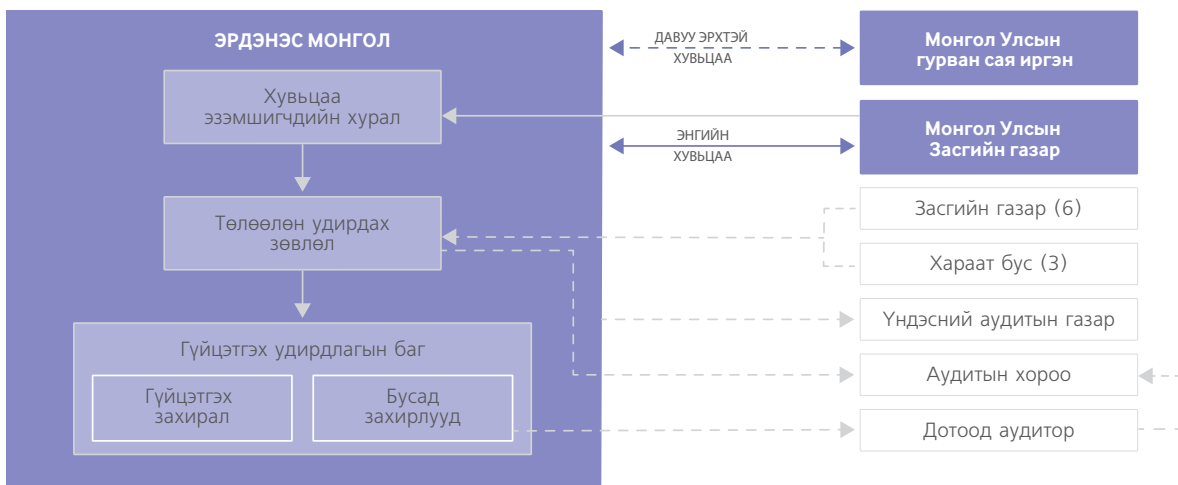 ЭРДЭНЭС МОНГОЛ
Хувьцаа
эзэмшигчдийн хурал
Төлөөлөн удирдах
зөвлөл
Гүйцэтгэх удирдлагын баг
Гүйцэтгэх
захирал
Бусад
захирлууд
ДАВУУ ЭРХТЭЙ
ХУВЬЦАА
ЭНГИЙН
ХУВЬЦАА
Монгол Улсын
гурван сая иргэн
Монгол Улсын
Засгийн газар
Засгийн газар (6)
Хараат бус (3)
Үндэсний аудитын газар
Аудитын хороо
Дотоод аудитор